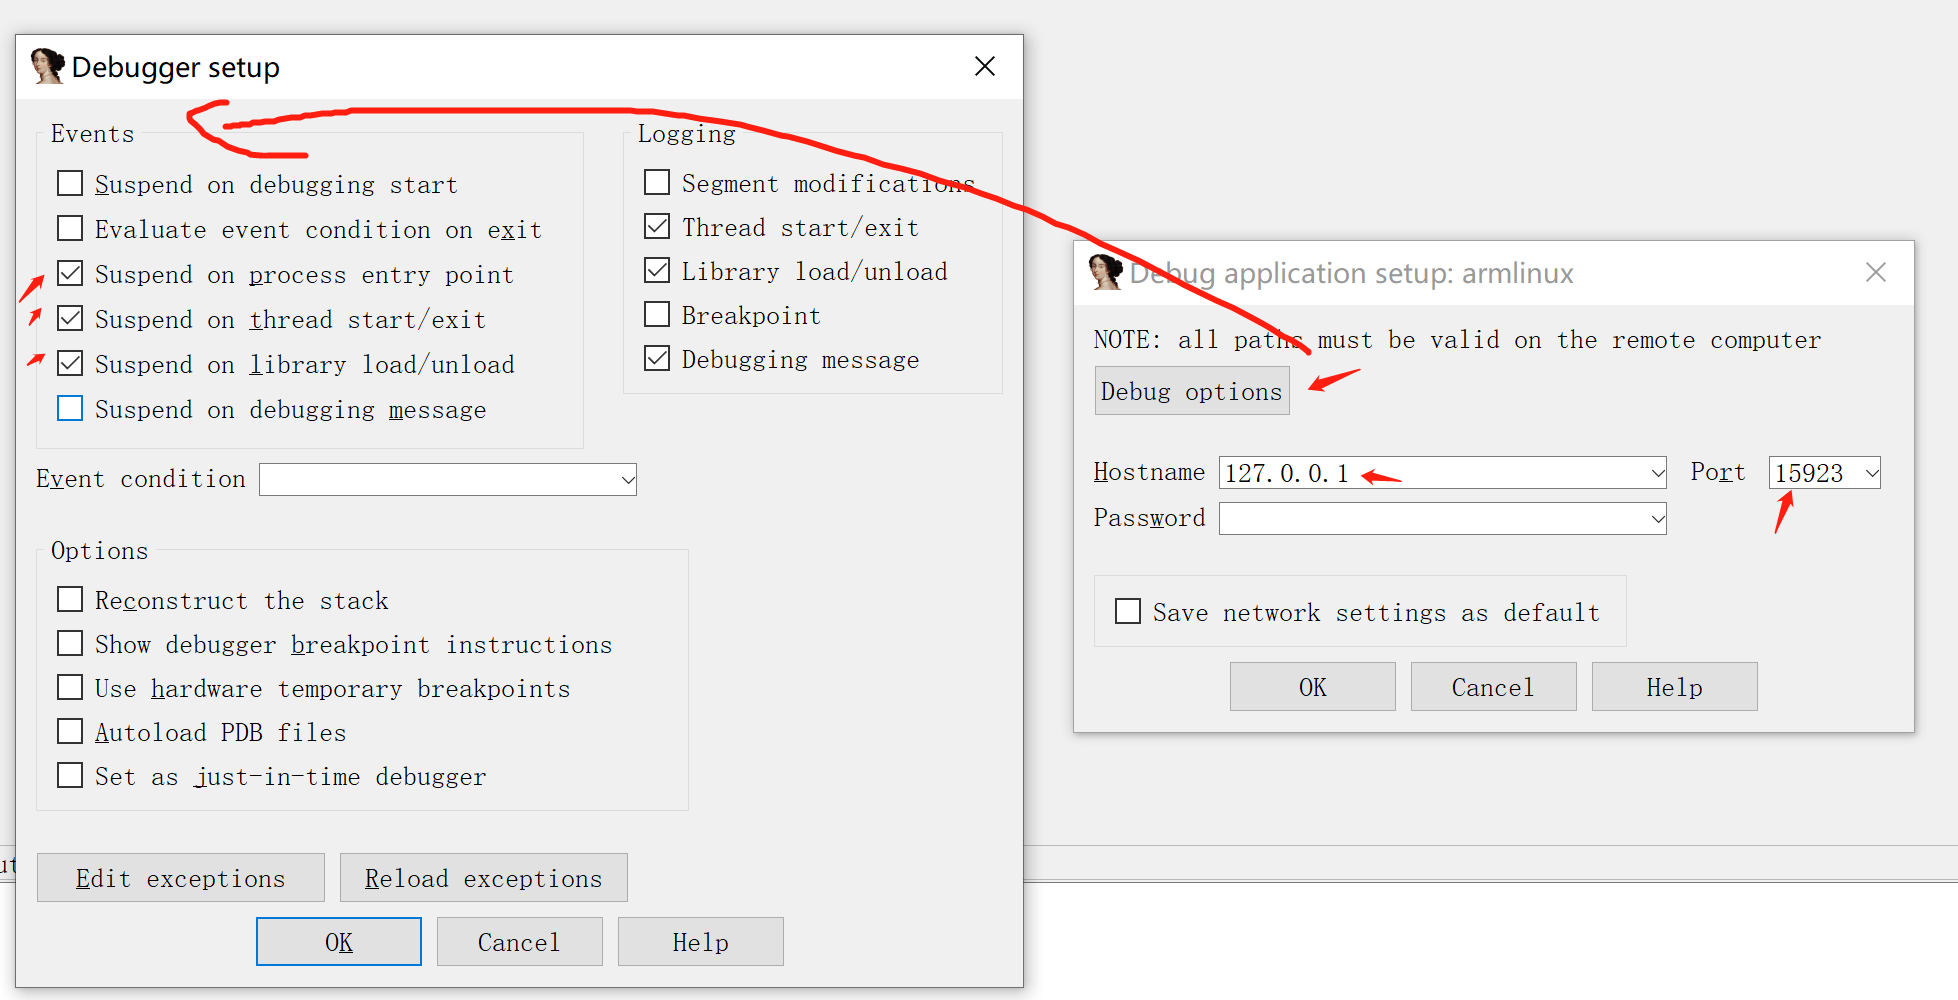 Debugger setup
Events
Suspend on debugging start
Evaluate event condition on exit
Suspend on process entry point
Suspend on thread start/exit
Suspend on library load/unload
Suspend on debugging message
Logging
Segment modifications
Thread start/exit
Library load/unload
Breakpoint
Debugging message
Event condition
Options
Reconstruct the stack
Show debugger breakpoint instructions
Use hardware temporary breakpoints
Autoload PDB files
Set as just-in-time debugger
Edit exceptions Reload exceptions
OK Cancel Help
Debug application setup: armlinux
NOTE: all paths must be valid on the remote computer
Debug options
Hostname 127.0.0.1 Port 15923
Password
Save network settings as default
OK Cancel Help